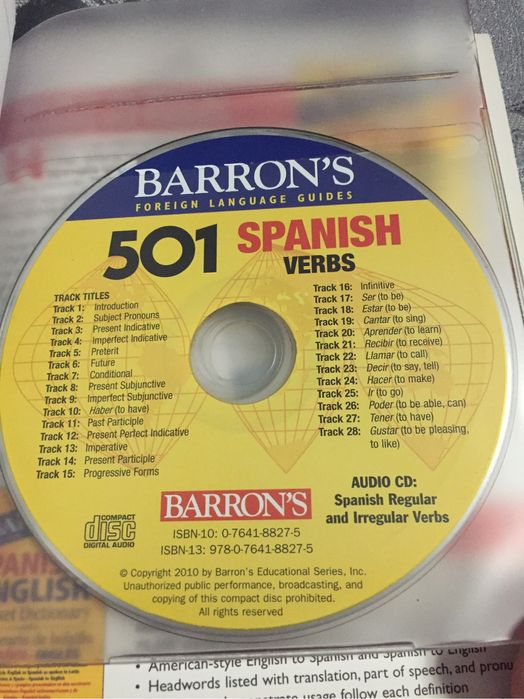 BARRON'S
FOREIGN LANGUAGE GUIDES
501 SPANISH
VERBS
TRACK TITLES
Track 1: Introduction
Track 2: Subject Pronouns
Track 3: Present Indicative
Track 4: Imperfect Indicative
Track 5: Preterit
Track 6: Future
Track 7: Conditional
Track 8: Present Subjunctive
Track 9: Imperfect Subjunctive
Track 10: Haber (to have)
Track 11: Past Participle
Track 12: Present Perfect Indicative
Track 13: Imperative
Track 14: Present Participle
Track 15: Progressive Forms
Track 16: Infinitive
Track 17: Ser (to be)
Track 18: Estar (to be)
Track 19: Cantar (to sing)
Track 20: Aprender (to learn)
Track 21: Recibir (to receive)
Track 22: Llamar (to call)
Track 23: Decir (to say, tell)
Track 24: Hacer (to make)
Track 25: Ir (to go)
Track 26: Poder (to be able, can)
Track 27: Tener (to have)
Track 28: Gustar (to be pleasing,
to like)
COMPACT
disc
DIGITAL AUDIO
BARRON'S
ISBN-10: 0-7641-8827-5
ISBN-13: 978-0-7641-8827-5
AUDIO CD:
Spanish Regular
and Irregular Verbs
© Copyright 2010 by Barron's Educational Series, Inc.
Unauthorized public performance, broadcasting, and
copying of this compact disc prohibited.
All rights reserved
• American-style English to Spanish and Spanish to English
• Headwords listed with translation, part of speech, and pronu
usage follow each definition